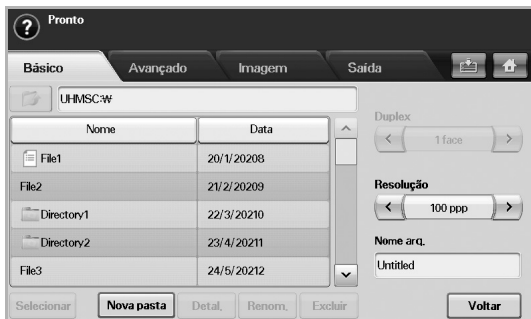 Pronto
Básico Avançado Imagem Saída
UHMSC:₩
Nome Data
File1 20/1/20208
File2 21/2/20209
Directory1 22/3/20210
Directory2 23/4/20211
File3 24/5/20212
Duplex
1 face
Resolução
100 ppp
Nome arq.
Untitled
Selecionar Nova pasta Detal. Renom. Excluir Voltar